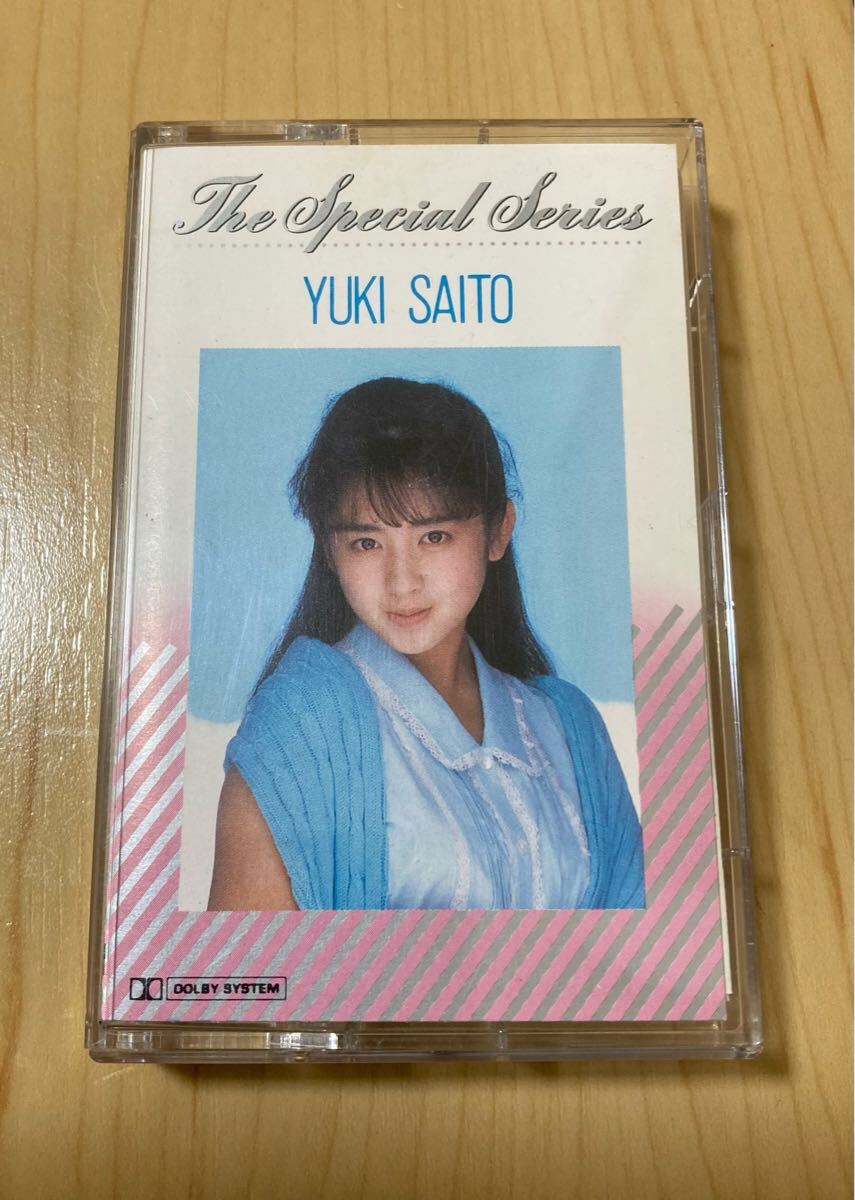 The Special Series
YUKI SAITO
DOLBY SYSTEM